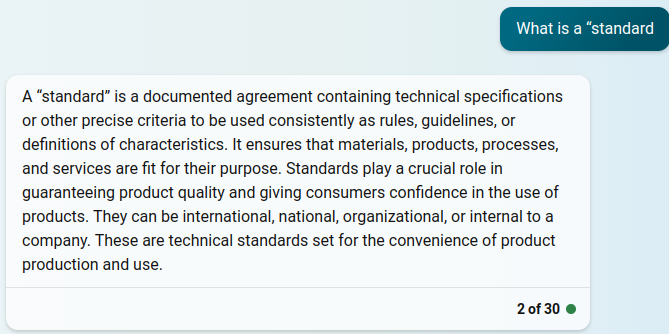 What is a “standard
A “standard” is a documented agreement containing technical specifications
or other precise criteria to be used consistently as rules, guidelines, or
definitions of characteristics. It ensures that materials, products, processes,
and services are fit for their purpose. Standards play a crucial role in
guaranteeing product quality and giving consumers confidence in the use of
products. They can be international, national, organizational, or internal to a
company. These are technical standards set for the convenience of product
production and use.
2 of 30